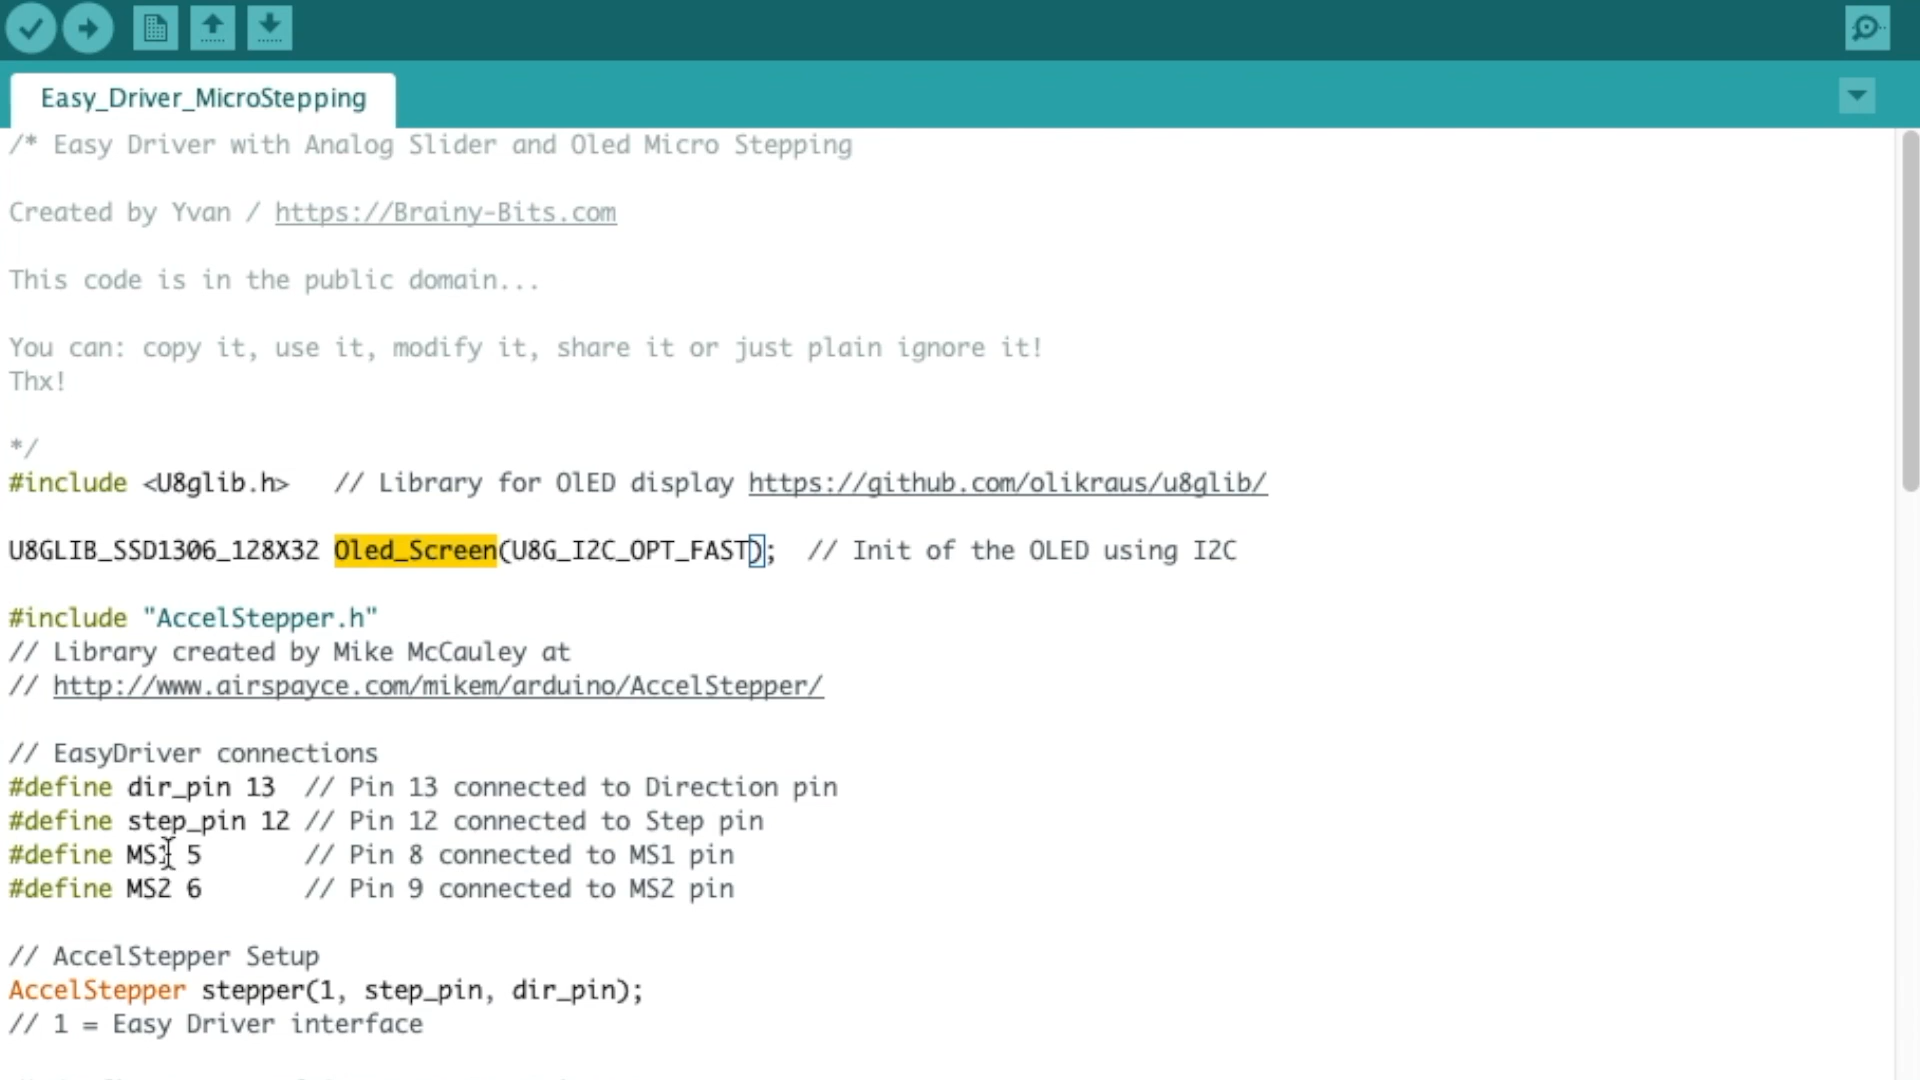 Easy_Driver_MicroStepping
/* Easy Driver with Analog Slider and Oled Micro Stepping
Created by Yvan / https://Brainy-Bits.com
This code is in the public domain...
You can: copy it, use it, modify it, share it or just plain ignore it!
Thx!
*/
#include <U8glib.h>   // Library for OlED display https://github.com/olikraus/u8glib/
U8GLIB_SSD1306_128X32 Oled_Screen(U8G_I2C_OPT_FAST);  // Init of the OLED using I2C
#include "AccelStepper.h"
// Library created by Mike McCauley at
// http://www.airspayce.com/mikem/arduino/AccelStepper/
// EasyDriver connections
#define dir_pin 13  // Pin 13 connected to Direction pin
#define step_pin 12 // Pin 12 connected to Step pin
#define MS1 5       // Pin 8 connected to MS1 pin
#define MS2 6       // Pin 9 connected to MS2 pin
// AccelStepper Setup
AccelStepper stepper(1, step_pin, dir_pin);
// 1 = Easy Driver interface